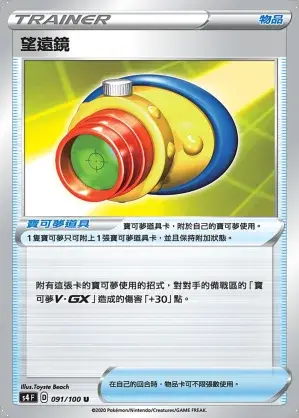 TRAINER 物品
望遠鏡
寶可夢道具 寶可夢道具卡,附於自己的寶可夢使用。
1隻寶可夢只可附上1張寶可夢道具卡,並且保持附加狀態。
附有這張卡的寶可夢使用的招式,對對手的備戰區的「寶
可夢V・GX」造成的傷害「+30」點。
Illus.Toyste Beach
s4 F D 091/100 U
在自己的回合時,物品卡可不限張數使用。
©2020 Pokémon/Nintendo/Creatures/GAME FREAK.